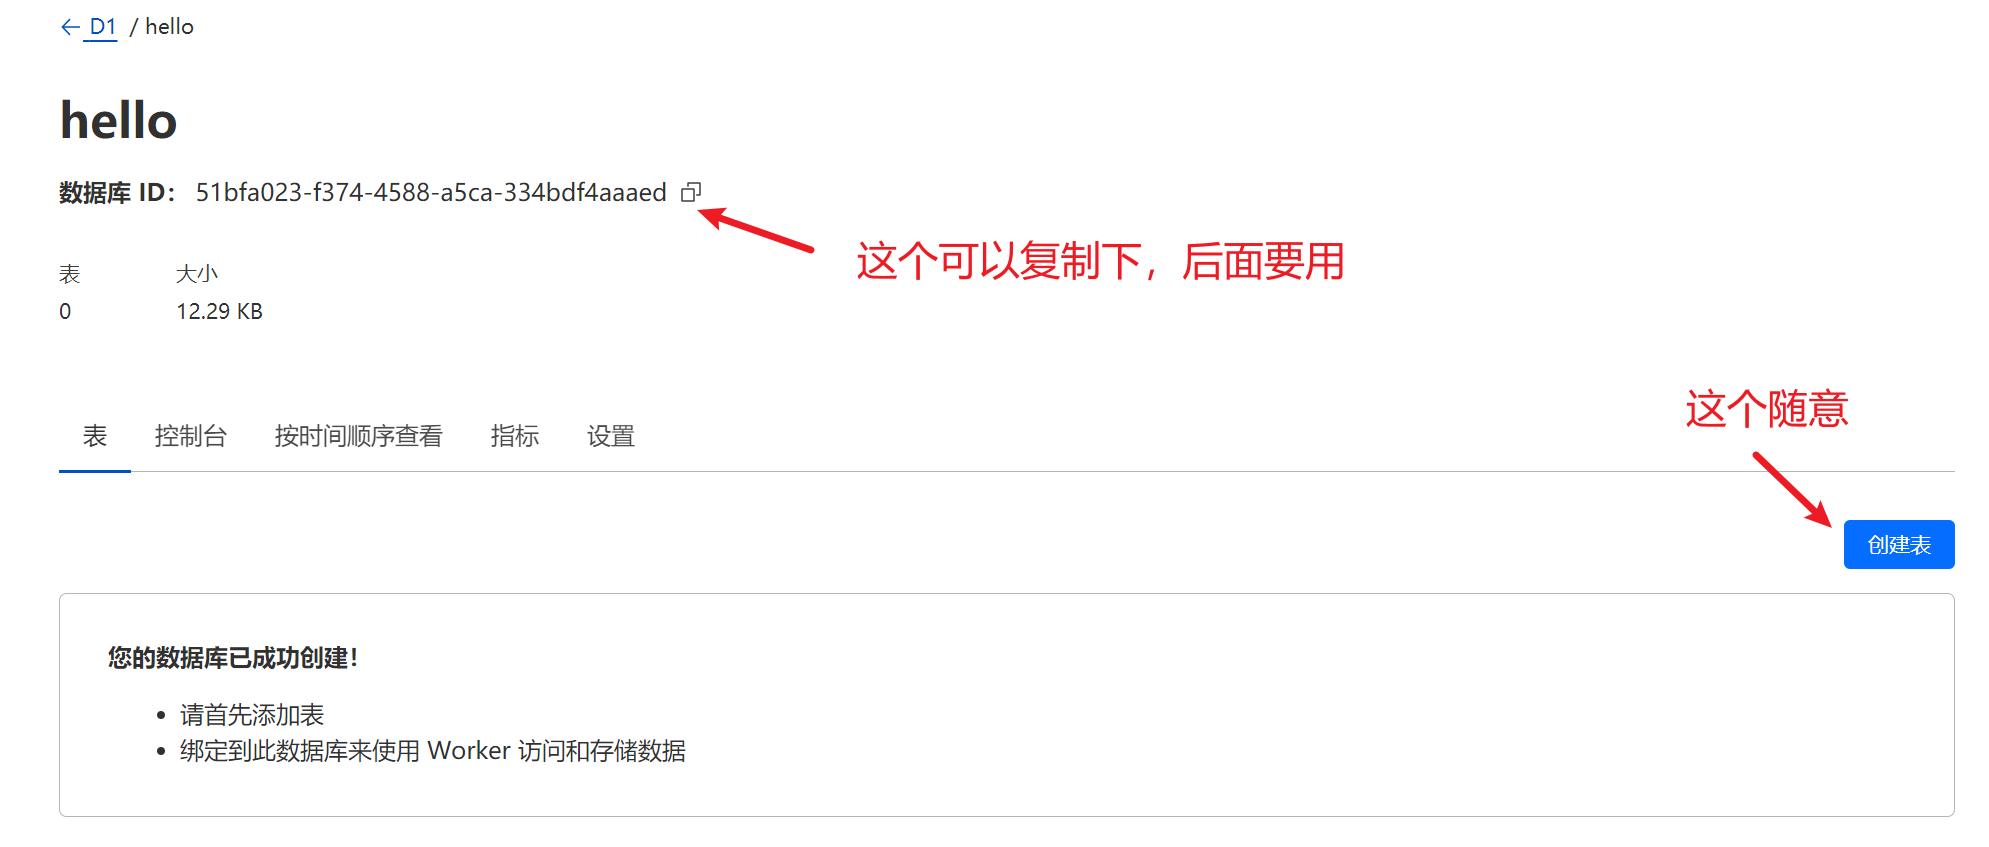 ← D1 / hello
hello
数据库 ID： 51bfa023-f374-4588-a5ca-334bdf4aaaed
这个可以复制下，后面要用
表 大小
0 12.29 KB
这个随意
表 控制台 按时间顺序查看 指标 设置
创建表
您的数据库已成功创建！
• 请首先添加表
• 绑定到此数据库来使用 Worker 访问和存储数据